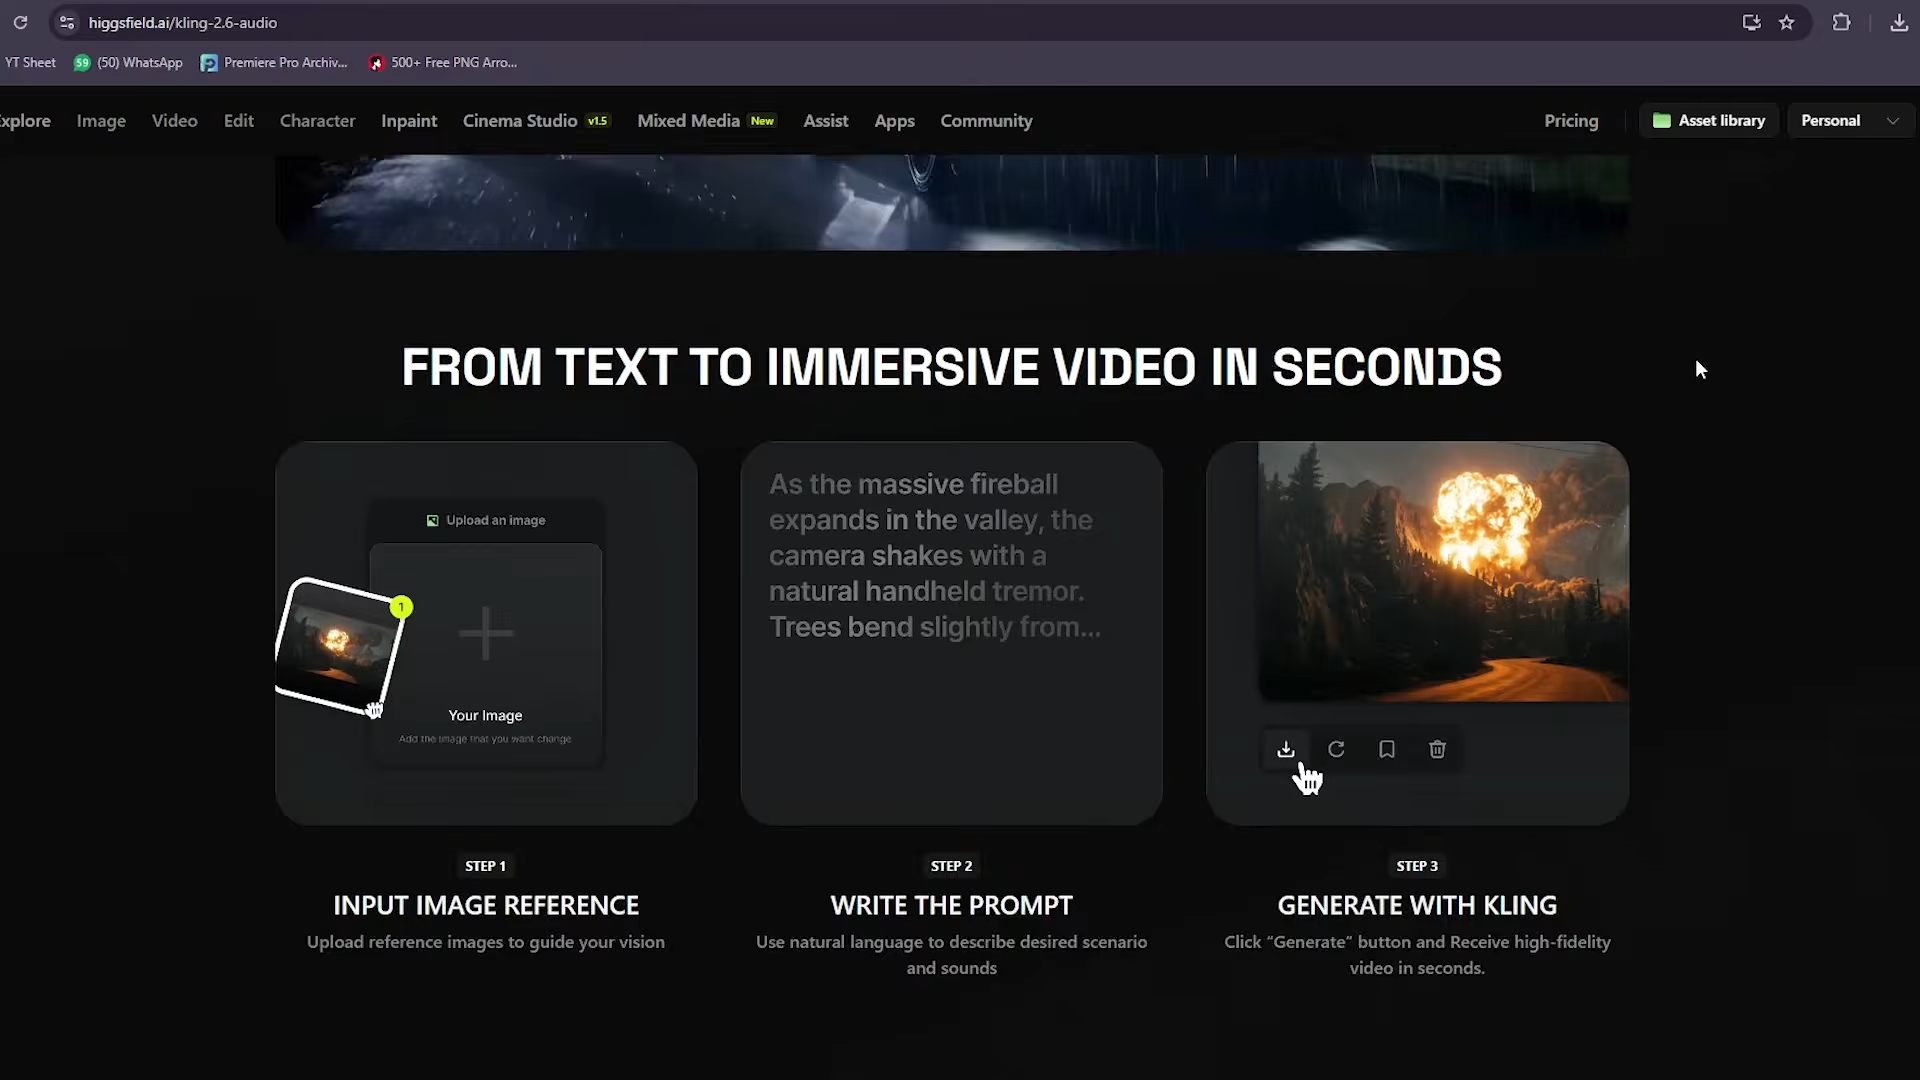 higgsfield.ai/kling-2.6-audio
YT Sheet
59
(50) WhatsApp
Premiere Pro Archiv...
500+ Free PNG Arro...
xplore
Image
Video
Edit
Character
Inpaint
Cinema Studio v1.5
Mixed Media New
Assist
Apps
Community
Pricing
Asset library
Personal
FROM TEXT TO IMMERSIVE VIDEO IN SECONDS
Upload an image
1
Your Image
Add the image that you want change
As the massive fireball
expands in the valley, the
camera shakes with a
natural handheld tremor.
Trees bend slightly from...
STEP 1
INPUT IMAGE REFERENCE
Upload reference images to guide your vision
STEP 2
WRITE THE PROMPT
Use natural language to describe desired scenario
and sounds
STEP 3
GENERATE WITH KLING
Click “Generate” button and Receive high-fidelity
video in seconds.